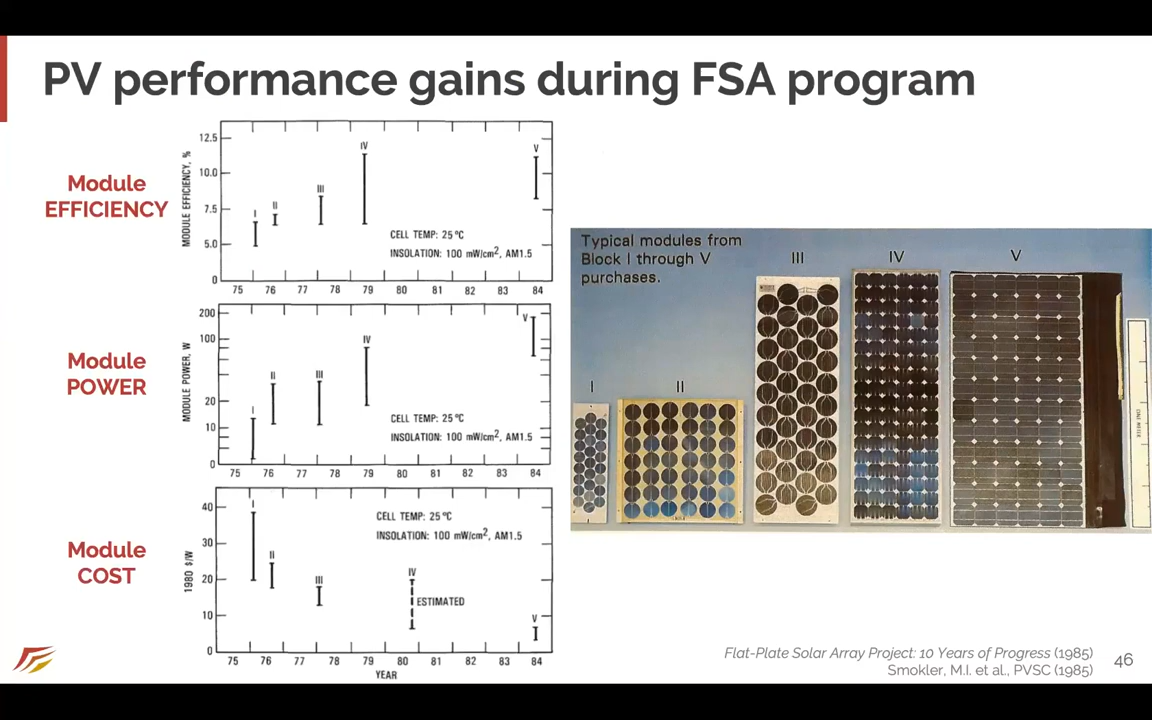 PV performance gains during FSA program
Module
EFFICIENCY
MODULE EFFICIENCY, %
12.5
10.0
7.5
5.0
0
I
II
III
IV
V
CELL TEMP: 25 °C
INSOLATION: 100 mW/cm², AM1.5
75 76 77 78 79 80 81 82 83 84
Module
POWER
MODULE POWER, W
200
100
20
10
0
I
II
III
IV
V
CELL TEMP: 25 °C
INSOLATION: 100 mW/cm², AM1.5
75 76 77 78 79 80 81 82 83 84
Module
COST
1980 $/W
40
30
20
10
0
I
II
III
IV
ESTIMATED
V
CELL TEMP: 25 °C
INSOLATION: 100 mW/cm², AM1.5
75 76 77 78 79 80 81 82 83 84
YEAR
Typical modules from
Block I through V
purchases.
I
II
III
IV
V
ONE METER
Flat-Plate Solar Array Project: 10 Years of Progress (1985)
Smokler, M.I. et al., PVSC (1985)
46